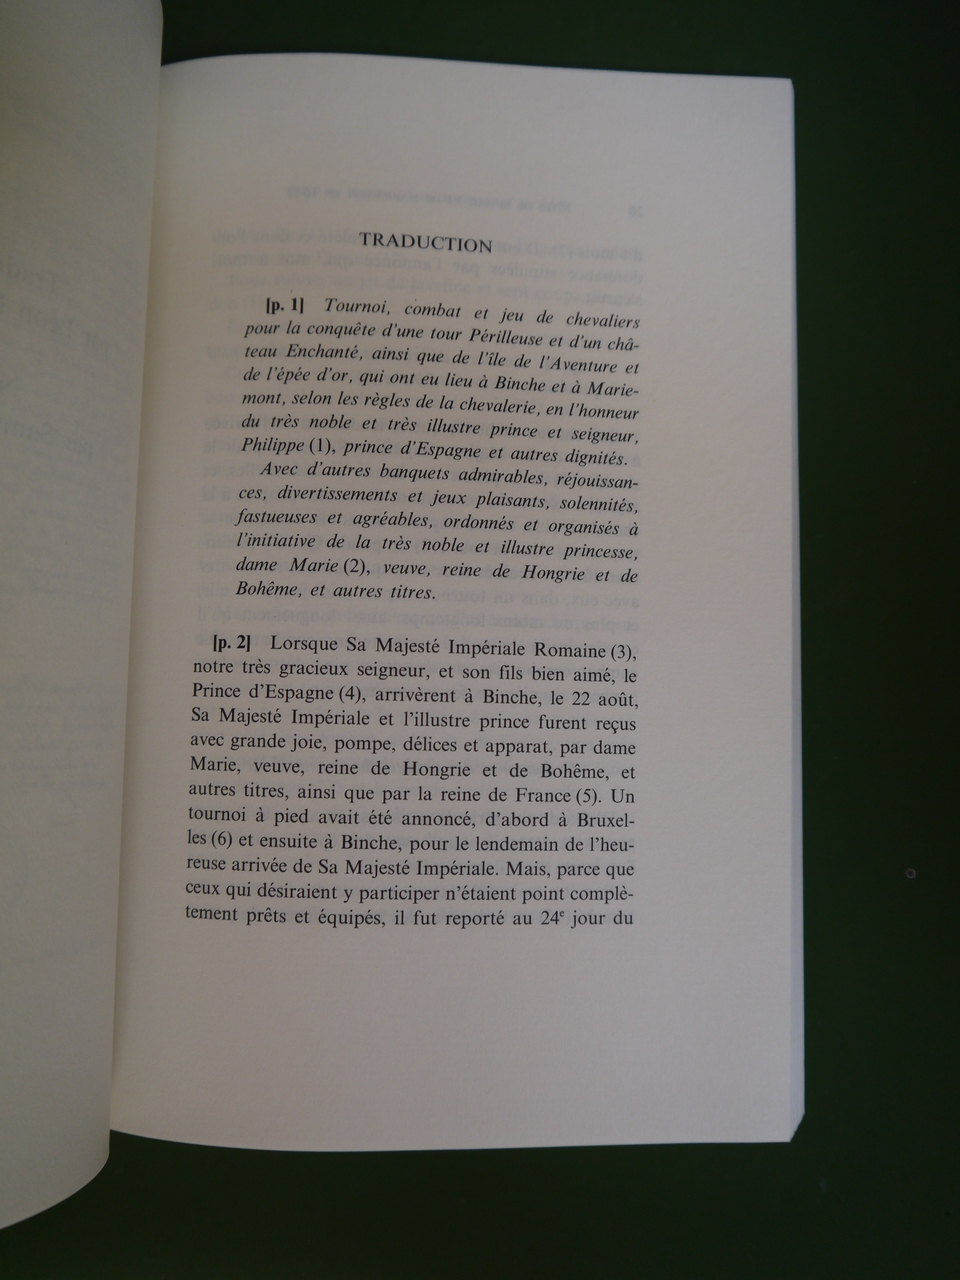 TRADUCTION
[p. 1] Tournoi, combat et jeu de chevaliers
pour la conquête d'une tour Périlleuse et d'un châ-
teau Enchanté, ainsi que de l'île de l'Aventure et
de l'épée d'or, qui ont eu lieu à Binche et à Marie-
mont, selon les règles de la chevalerie, en l'honneur
du très noble et très illustre prince et seigneur,
Philippe (1), prince d'Espagne et autres dignités.
Avec d'autres banquets admirables, réjouissan-
ces, divertissements et jeux plaisants, solennités,
fastueuses et agréables, ordonnés et organisés à
l'initiative de la très noble et illustre princesse,
dame Marie (2), veuve, reine de Hongrie et de
Bohême, et autres titres.
[p. 2] Lorsque Sa Majesté Impériale Romaine (3),
notre très gracieux seigneur, et son fils bien aimé, le
Prince d'Espagne (4), arrivèrent à Binche, le 22 août,
Sa Majesté Impériale et l'illustre prince furent reçus
avec grande joie, pompe, délices et apparat, par dame
Marie, veuve, reine de Hongrie et de Bohême, et
autres titres, ainsi que par la reine de France (5). Un
tournoi à pied avait été annoncé, d'abord à Bruxel-
les (6) et ensuite à Binche, pour le lendemain de l'heu-
reuse arrivée de Sa Majesté Impériale. Mais, parce que
ceux qui désiraient y participer n'étaient point complè-
tement prêts et équipés, il fut reporté au 24e jour du